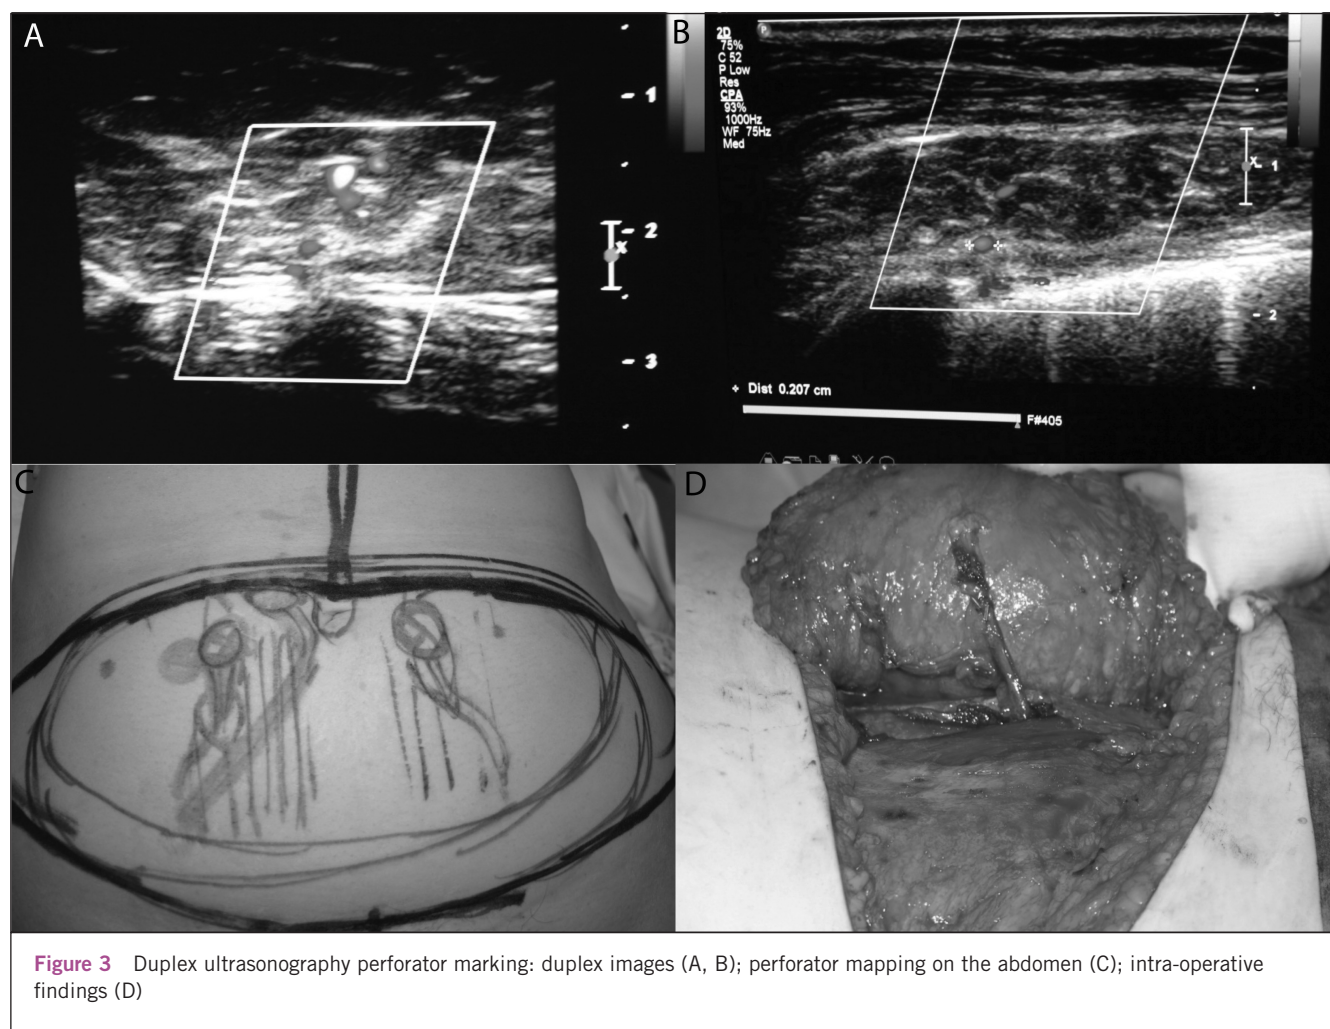 A
1
2
3
B
2D
75%
C 52
P Low
Res
CPA
93%
1000Hz
WF 75Hz
Med
P
x
1
2
Dist 0.207 cm
F#405
C
D
Figure 3 Duplex ultrasonography perforator marking: duplex images (A, B); perforator mapping on the abdomen (C); intra-operative
findings (D)